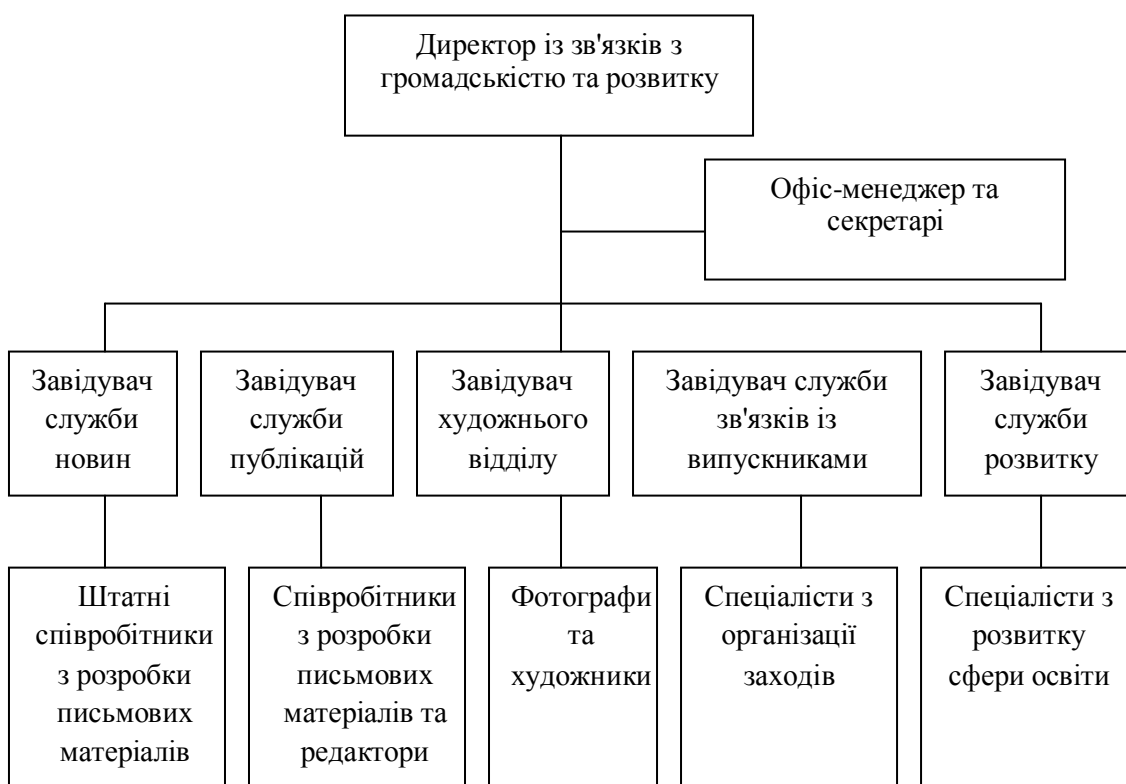 Директор із зв'язків з
громадськістю та розвитку
Офіс-менеджер та
секретарі
Завідувач
служби
новин
Завідувач
служби
публікацій
Завідувач
художнього
відділу
Завідувач служби
зв'язків із
випускниками
Завідувач
служби
розвитку
Штатні
співробітники
з розробки
письмових
матеріалів
Співробітники
з розробки
письмових
матеріалів та
редактори
Фотографи
та
художники
Спеціалісти з
організації
заходів
Спеціалісти з
розвитку
сфери освіти